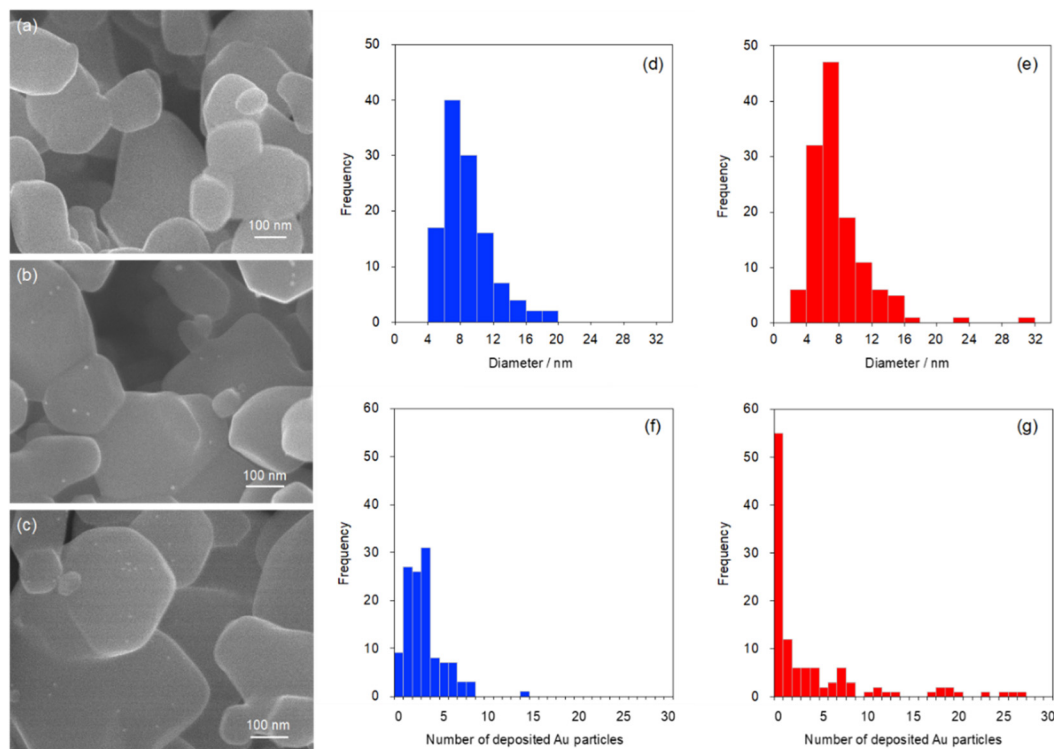 (a)
100 nm
(b)
100 nm
(c)
100 nm
50
40
30
20
10
0
Frequency
(d)
0 4 8 12 16 20 24 28 32
Diameter / nm
50
40
30
20
10
0
Frequency
(e)
0 4 8 12 16 20 24 28 32
Diameter / nm
60
50
40
30
20
10
0
Frequency
(f)
0 5 10 15 20 25 30
Number of deposited Au particles
60
50
40
30
20
10
0
Frequency
(g)
0 5 10 15 20 25 30
Number of deposited Au particles